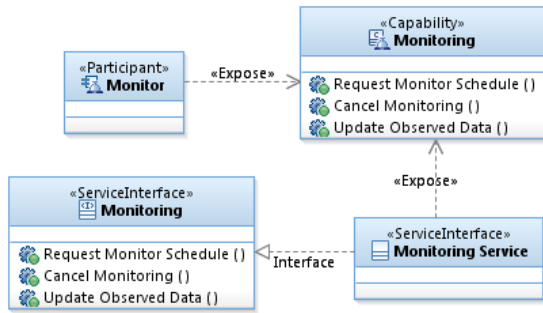 «Capability»
Monitoring
Request Monitor Schedule ( )
Cancel Monitoring ( )
Update Observed Data ( )
«Participant»
Monitor
«Expose»
«Expose»
«ServiceInterface»
Monitoring
Request Monitor Schedule ( )
Cancel Monitoring ( )
Update Observed Data ( )
Interface
«ServiceInterface»
Monitoring Service